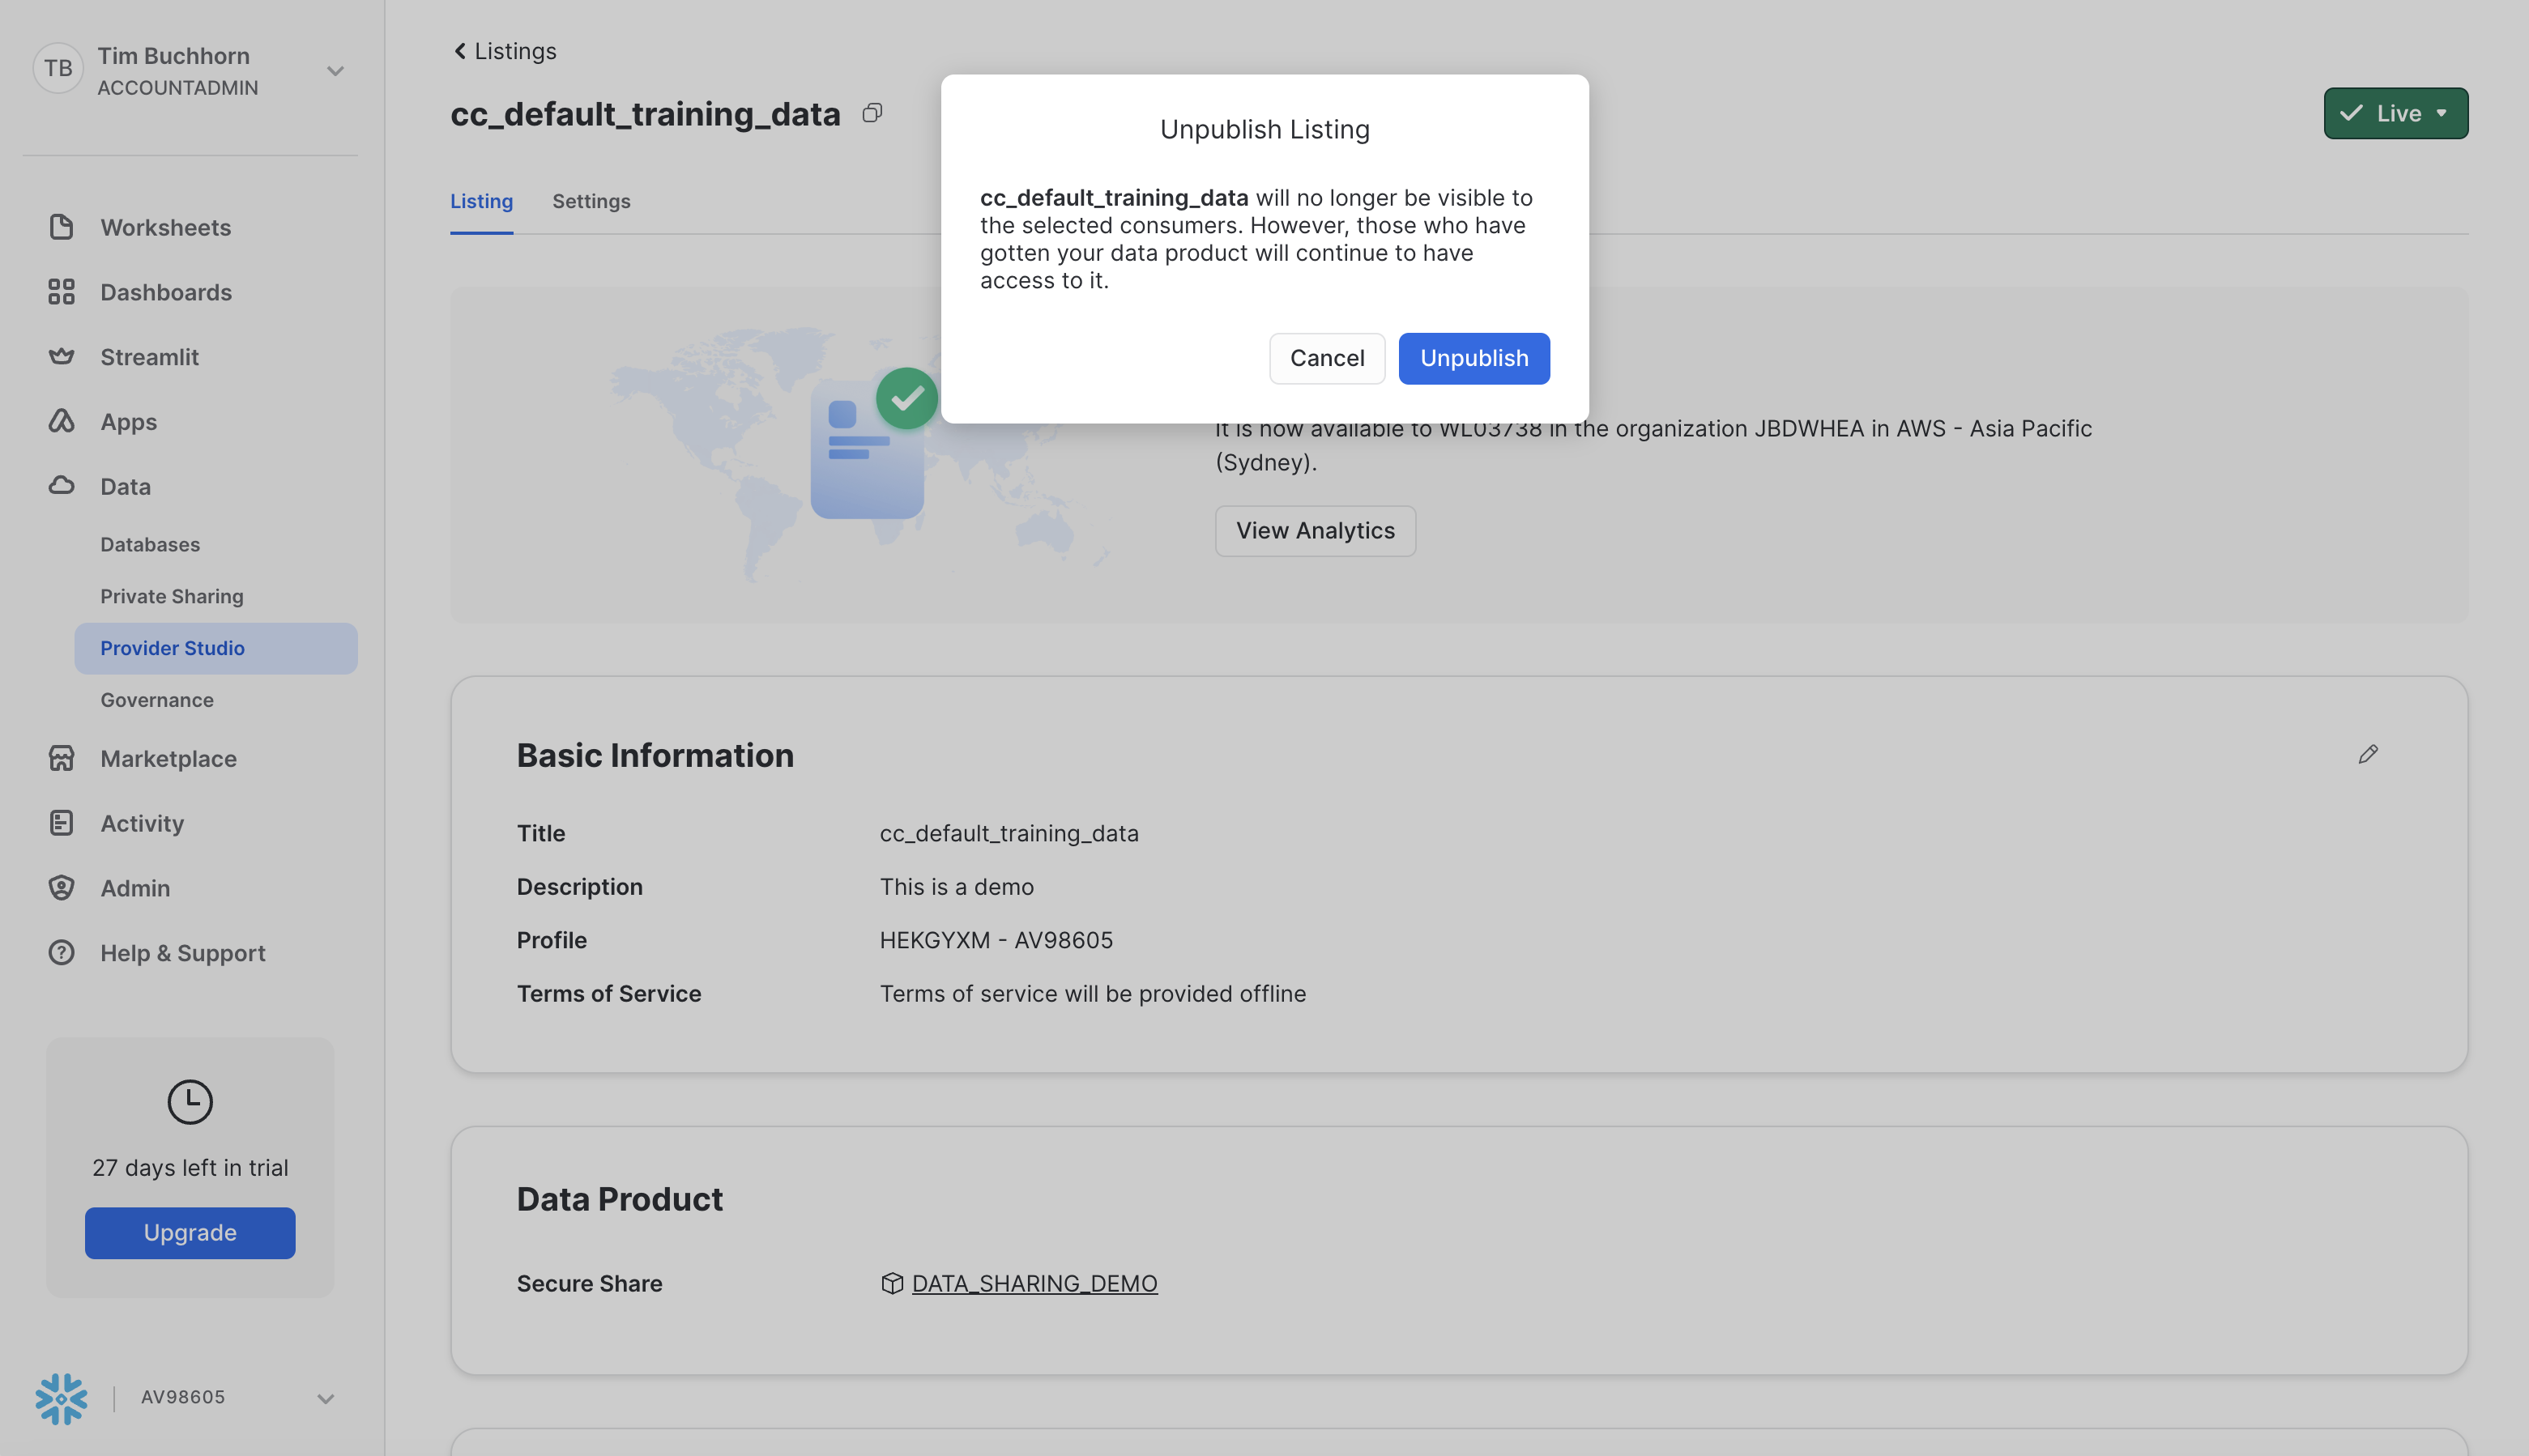 TB
Tim Buchhorn
ACCOUNTADMIN
Worksheets
Dashboards
Streamlit
Apps
Data
Databases
Private Sharing
Provider Studio
Governance
Marketplace
Activity
Admin
Help & Support
27 days left in trial
Upgrade
AV98605
Listings
cc_default_training_data
Live
Listing
Settings
Unpublish Listing
cc_default_training_data will no longer be visible to
the selected consumers. However, those who have
gotten your data product will continue to have
access to it.
Cancel
Unpublish
It is now available to WL03738 in the organization JBDWHEA in AWS - Asia Pacific
(Sydney).
View Analytics
Basic Information
Title
cc_default_training_data
Description
This is a demo
Profile
HEKGYXM - AV98605
Terms of Service
Terms of service will be provided offline
Data Product
Secure Share
DATA_SHARING_DEMO